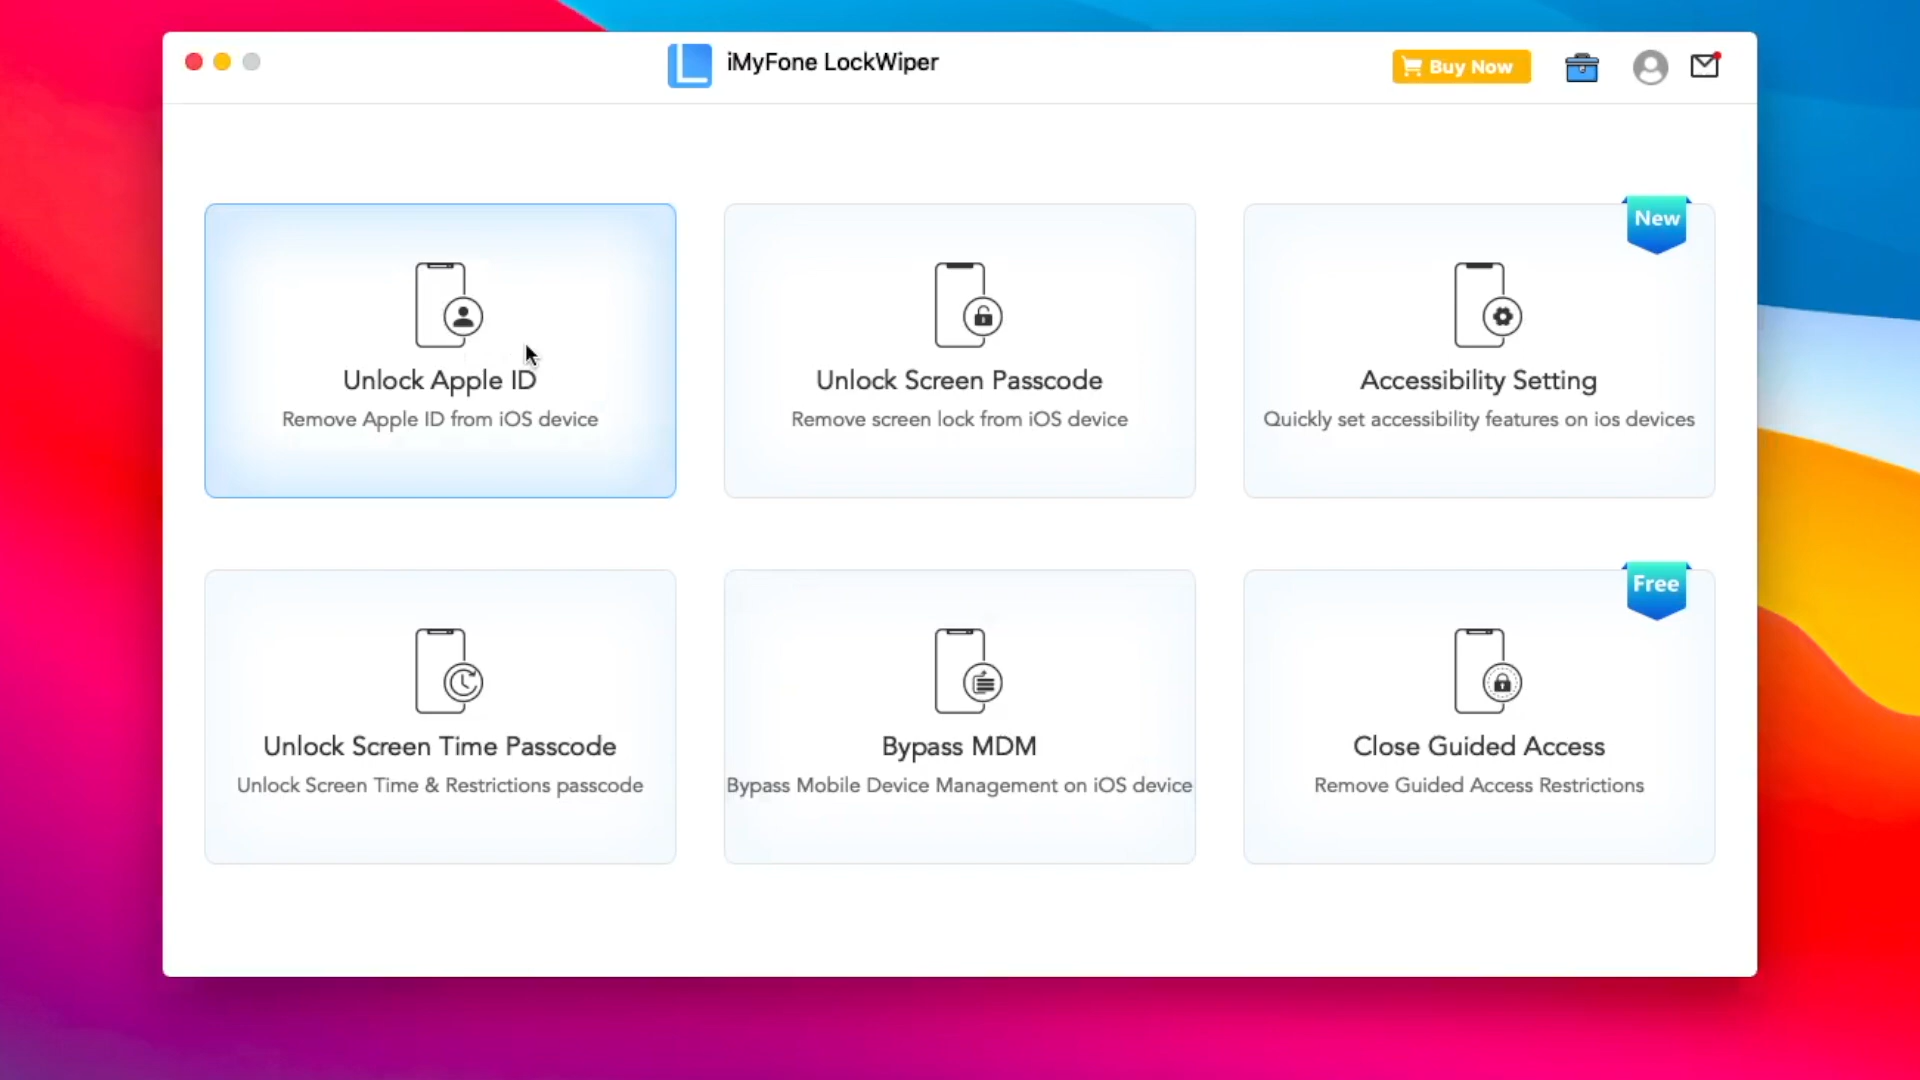 iMyFone LockWiper
Buy Now
Unlock Apple ID
Remove Apple ID from iOS device
Unlock Screen Passcode
Remove screen lock from iOS device
New
Accessibility Setting
Quickly set accessibility features on ios devices
Unlock Screen Time Passcode
Unlock Screen Time & Restrictions passcode
Bypass MDM
Bypass Mobile Device Management on iOS device
Free
Close Guided Access
Remove Guided Access Restrictions